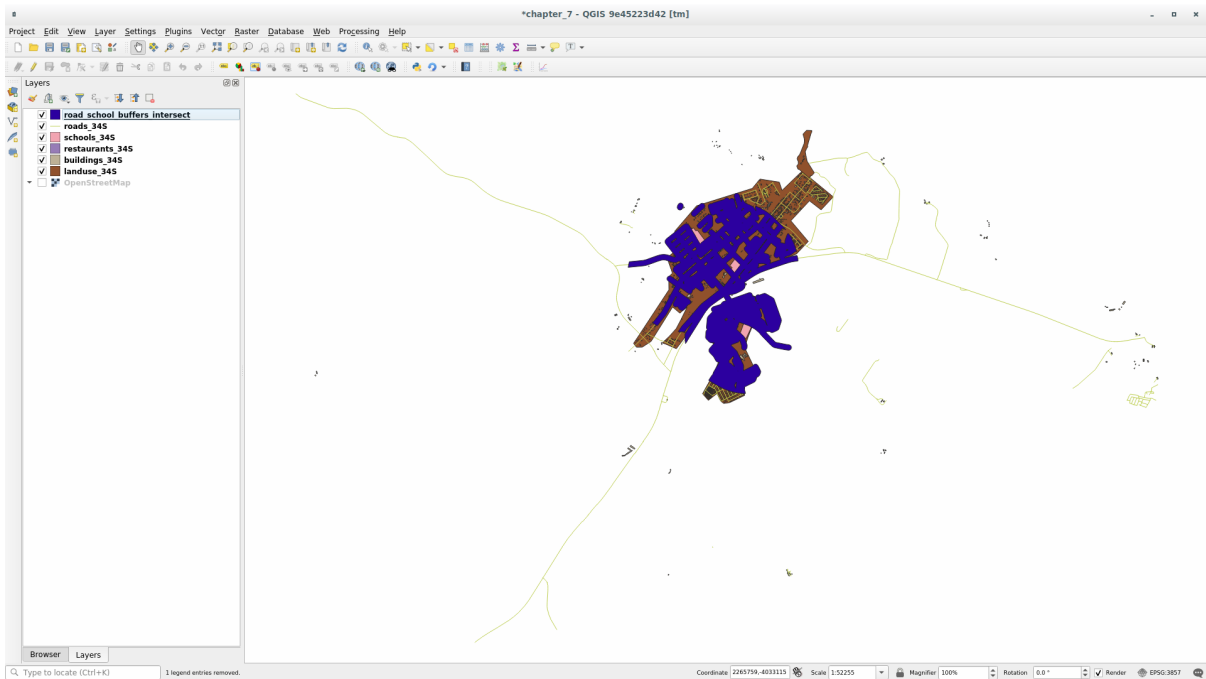 *chapter_7 - QGIS 9e45223d42 [tm]
Project Edit View Layer Settings Plugins Vector Raster Database Web Processing Help
Layers
road_school_buffers_intersect
roads_34S
schools_34S
restaurants_34S
buildings_34S
landuse_34S
OpenStreetMap
Browser Layers
Type to locate (Ctrl+K) 1 legend entries removed. Coordinate 2265759,-4033115 Scale 1:52255 Magnifier 100% Rotation 0.0 ° Render EPSG:3857